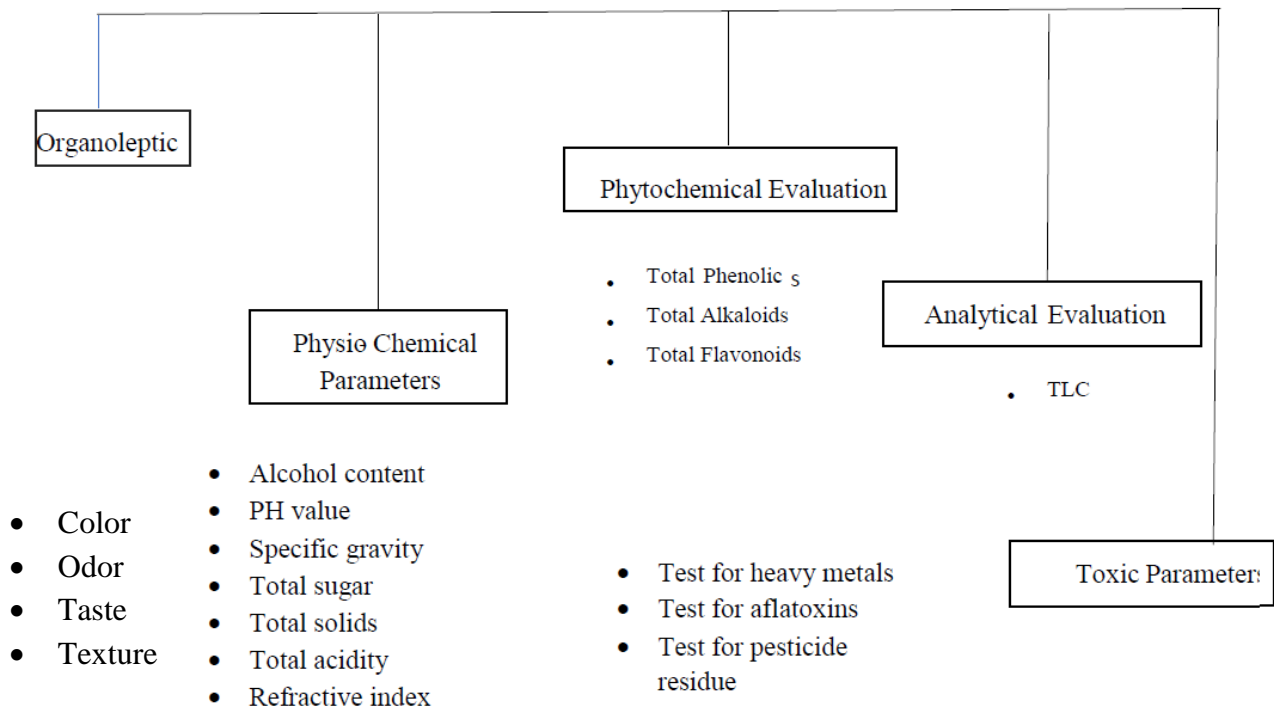 Organoleptic
• Color
• Odor
• Taste
• Texture
Physio Chemical
Parameters
• Alcohol content
• PH value
• Specific gravity
• Total sugar
• Total solids
• Total acidity
• Refractive index
Phytochemical Evaluation
• Total Phenolic s
• Total Alkaloids
• Total Flavonoids
Analytical Evaluation
• TLC
Toxic Parameters
• Test for heavy metals
• Test for aflatoxins
• Test for pesticide
residue